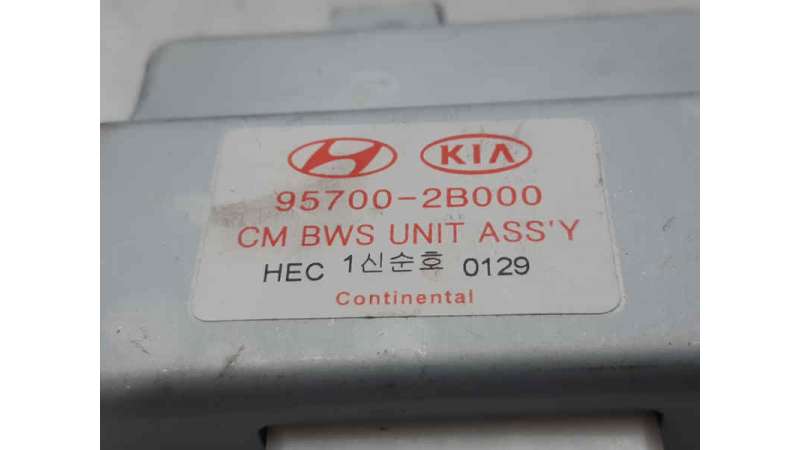 KIA
95700-2B000
CM BWS UNIT ASS'Y
HEC 1신순호 0129
Continental